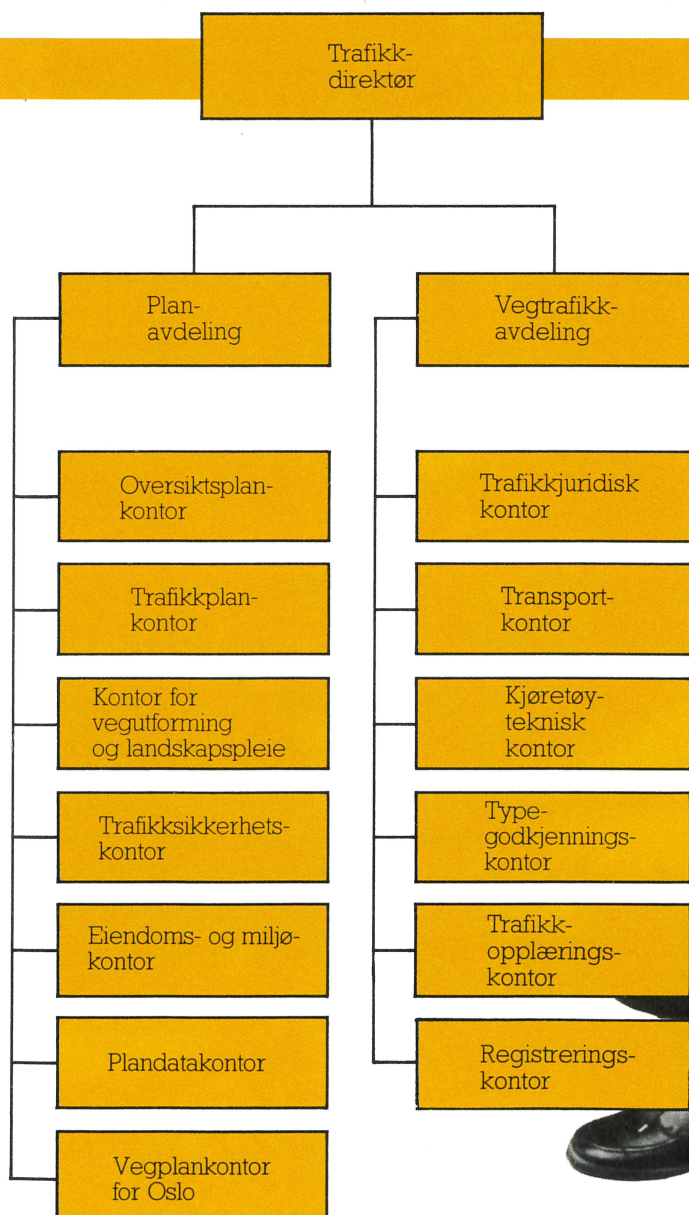 Trafikk-
direktør
Plan-
avdeling
Oversiktsplan-
kontor
Trafikkplan-
kontor
Kontor for
vegutforming
og landskapspleie
Trafikksikkerhets-
kontor
Eiendoms- og miljø-
kontor
Plandatakontor
Vegplankontor
for Oslo
Vegtrafikk-
avdeling
Trafikkjuridisk
kontor
Transport-
kontor
Kjøretøy-
teknisk
kontor
Type-
godkjennings-
kontor
Trafikk-
opplærings-
kontor
Registrerings-
kontor